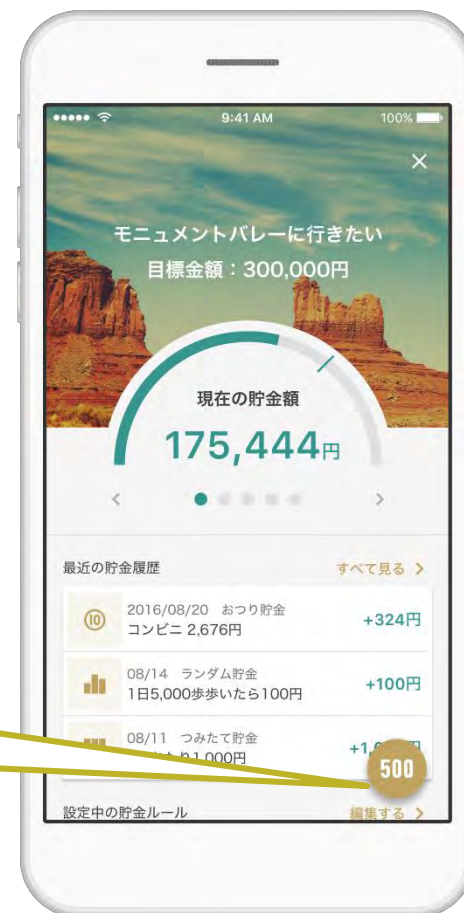 9:41 AM
100%
×
モニュメントバレーに行きたい
目標金額：300,000円
現在の貯金額
175,444円
最近の貯金履歴
すべて見る
10
2016/08/20 おつり貯金
コンビニ 2,676円
+324円
08/14 ランダム貯金
1日5,000歩歩いたら100円
+100円
08/11 つみたて貯金
1,000円
500
設定中の貯金ルール
編集する